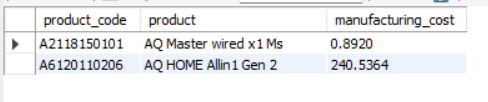 product_code product manufacturing_cost
A2118150101 AQ Master wired x1 Ms 0.8920
A6120110206 AQ HOME Allin1 Gen 2 240.5364